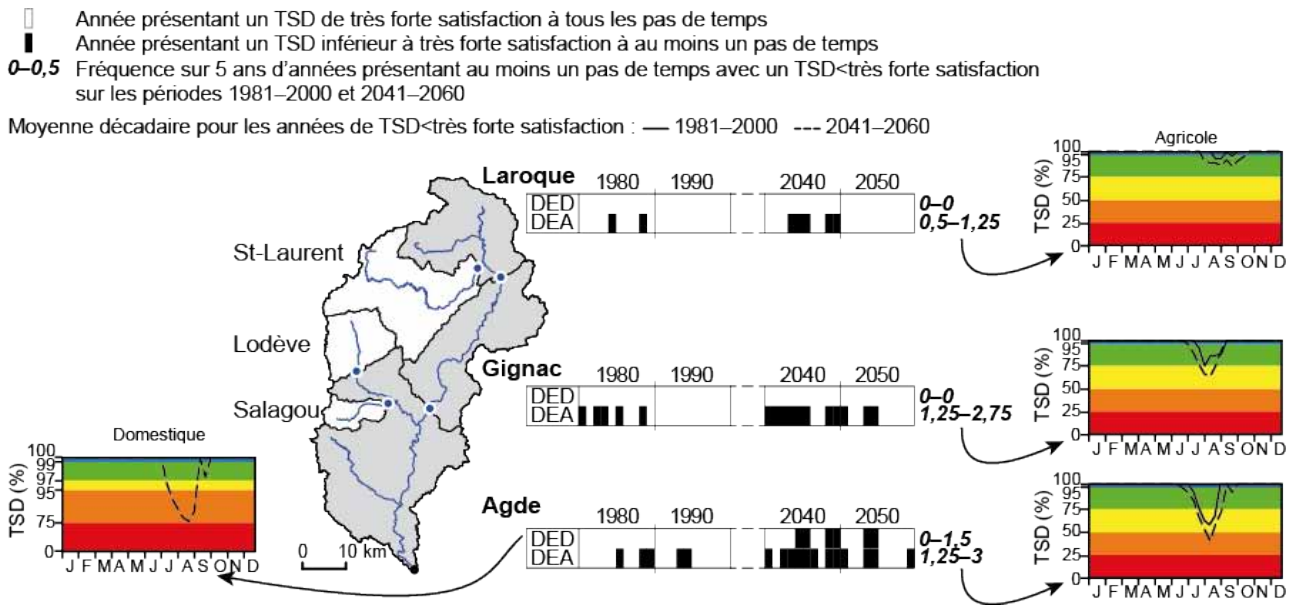 Année présentant un TSD de très forte satisfaction à tous les pas de temps
Année présentant un TSD inférieur à très forte satisfaction à au moins un pas de temps
0–0,5 Fréquence sur 5 ans d'années présentant au moins un pas de temps avec un TSD<très forte satisfaction
sur les périodes 1981–2000 et 2041–2060
Moyenne décadaire pour les années de TSD<très forte satisfaction : — 1981–2000 --- 2041–2060
Agricole
100
95
75
50
25
0
TSD (%)
J F M A M J J A S O N D
Laroque
1980 1990 2040 2050
DED 0–0
DEA 0,5–1,25
St-Laurent
Lodève
Salagou
Gignac
1980 1990 2040 2050
DED 0–0
DEA 1,25–2,75
100
95
75
50
25
0
TSD (%)
J F M A M J J A S O N D
Domestique
100
99
97
95
75
0
TSD (%)
J F M A M J J A S O N D
0 10 km
Agde
1980 1990 2040 2050
DED 0–1,5
DEA 1,25–3
100
95
75
50
25
0
TSD (%)
J F M A M J J A S O N D